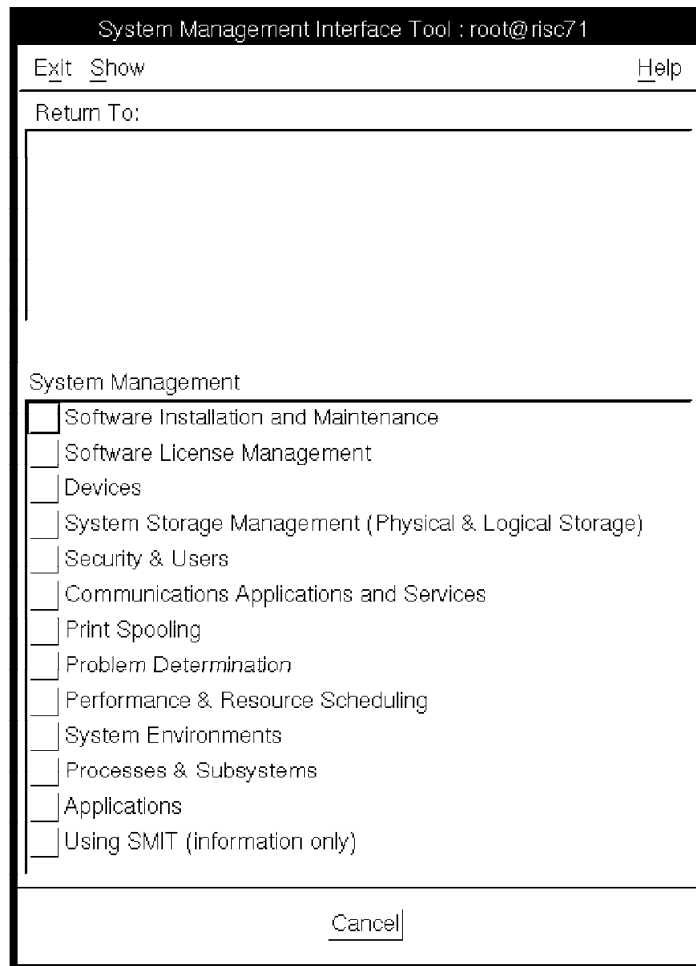 System Management Interface Tool : root@risc71
Exit Show Help
Return To:
System Management
Software Installation and Maintenance
Software License Management
Devices
System Storage Management (Physical & Logical Storage)
Security & Users
Communications Applications and Services
Print Spooling
Problem Determination
Performance & Resource Scheduling
System Environments
Processes & Subsystems
Applications
Using SMIT (information only)
Cancel